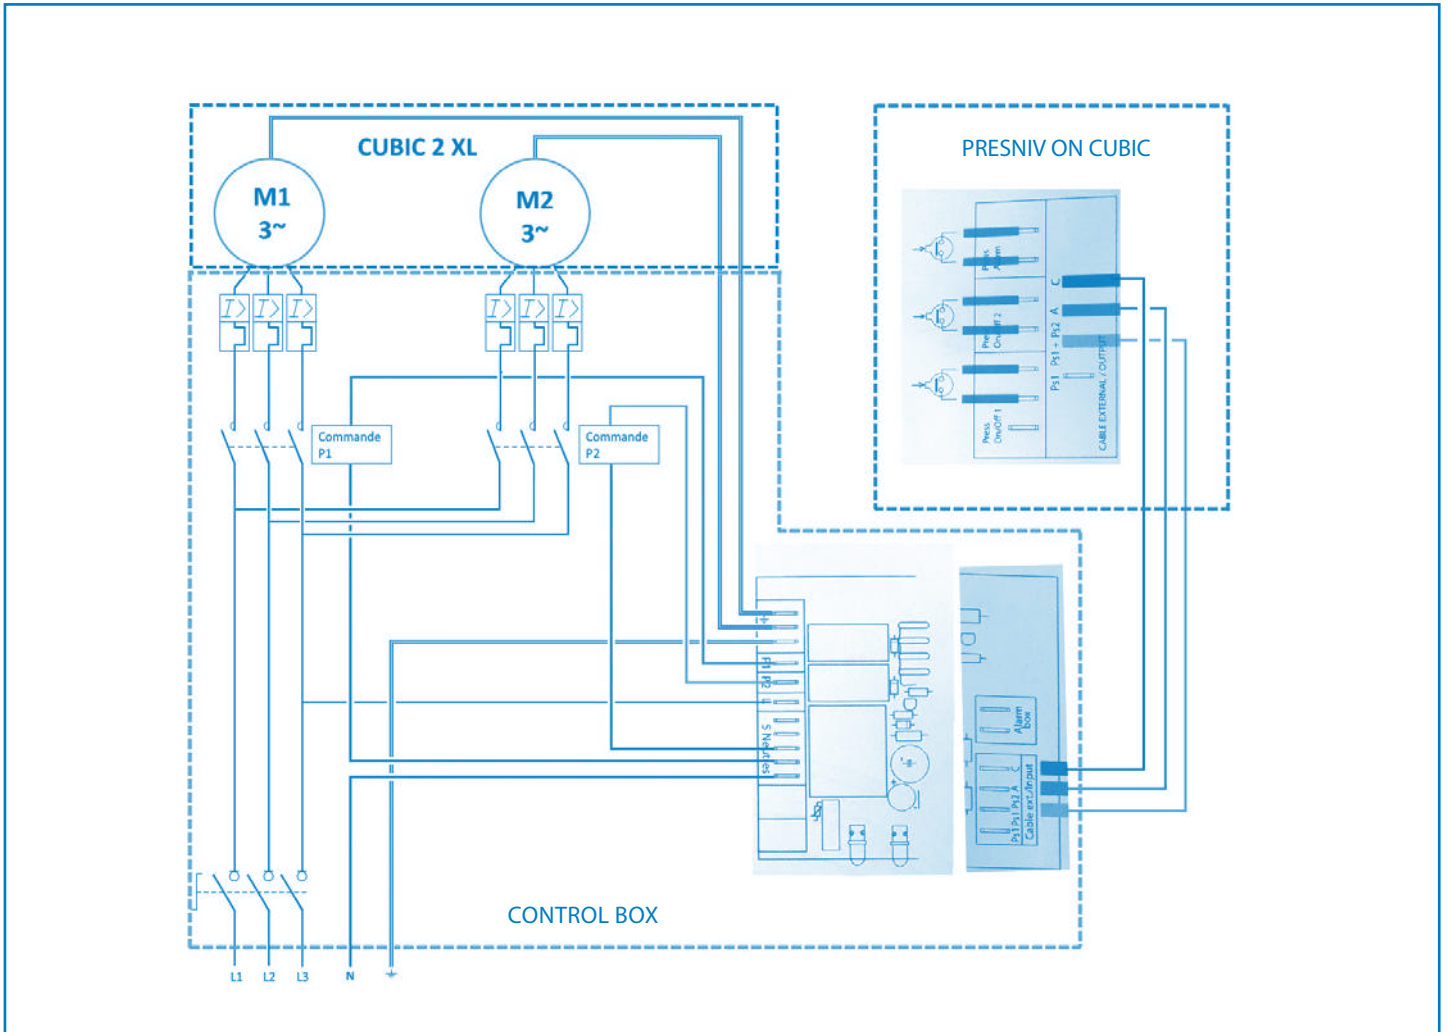 CUBIC 2 XL
M1
3~
M2
3~
PRESNIV ON CUBIC
I>
I>
I>
I>
I>
I>
Commande
P1
Commande
P2
Press
Alarm
Press
On/Off 2
Press
On/Off 1
C
A
Ps1 + Ps2
Ps1
CABLE EXTERNAL / OUTPUT
P1
P2
L
5 Neutres
Alarm
box
Ps1 Ps1 Ps2 A C
Cable ext./Input
CONTROL BOX
L1
L2
L3
N